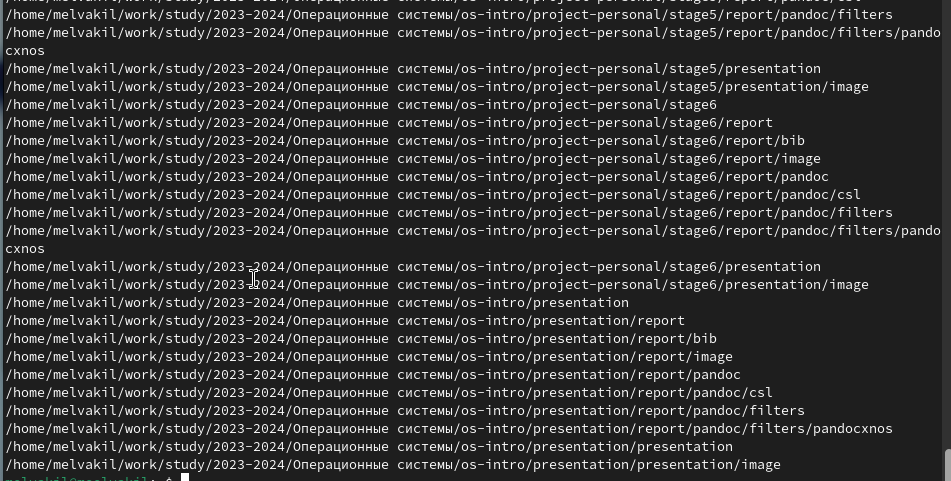 /home/melvakil/work/study/2023-2024/Операционные системы/os-intro/project-personal/stage5/report/pandoc/csl
/home/melvakil/work/study/2023-2024/Операционные системы/os-intro/project-personal/stage5/report/pandoc/filters
/home/melvakil/work/study/2023-2024/Операционные системы/os-intro/project-personal/stage5/report/pandoc/filters/pando
cxnos
/home/melvakil/work/study/2023-2024/Операционные системы/os-intro/project-personal/stage5/presentation
/home/melvakil/work/study/2023-2024/Операционные системы/os-intro/project-personal/stage5/presentation/image
/home/melvakil/work/study/2023-2024/Операционные системы/os-intro/project-personal/stage6
/home/melvakil/work/study/2023-2024/Операционные системы/os-intro/project-personal/stage6/report
/home/melvakil/work/study/2023-2024/Операционные системы/os-intro/project-personal/stage6/report/bib
/home/melvakil/work/study/2023-2024/Операционные системы/os-intro/project-personal/stage6/report/image
/home/melvakil/work/study/2023-2024/Операционные системы/os-intro/project-personal/stage6/report/pandoc
/home/melvakil/work/study/2023-2024/Операционные системы/os-intro/project-personal/stage6/report/pandoc/csl
/home/melvakil/work/study/2023-2024/Операционные системы/os-intro/project-personal/stage6/report/pandoc/filters
/home/melvakil/work/study/2023-2024/Операционные системы/os-intro/project-personal/stage6/report/pandoc/filters/pando
cxnos
/home/melvakil/work/study/2023-2024/Операционные системы/os-intro/project-personal/stage6/presentation
/home/melvakil/work/study/2023-2024/Операционные системы/os-intro/project-personal/stage6/presentation/image
/home/melvakil/work/study/2023-2024/Операционные системы/os-intro/presentation
/home/melvakil/work/study/2023-2024/Операционные системы/os-intro/presentation/report
/home/melvakil/work/study/2023-2024/Операционные системы/os-intro/presentation/report/bib
/home/melvakil/work/study/2023-2024/Операционные системы/os-intro/presentation/report/image
/home/melvakil/work/study/2023-2024/Операционные системы/os-intro/presentation/report/pandoc
/home/melvakil/work/study/2023-2024/Операционные системы/os-intro/presentation/report/pandoc/csl
/home/melvakil/work/study/2023-2024/Операционные системы/os-intro/presentation/report/pandoc/filters
/home/melvakil/work/study/2023-2024/Операционные системы/os-intro/presentation/report/pandoc/filters/pandocxnos
/home/melvakil/work/study/2023-2024/Операционные системы/os-intro/presentation/presentation
/home/melvakil/work/study/2023-2024/Операционные системы/os-intro/presentation/presentation/image